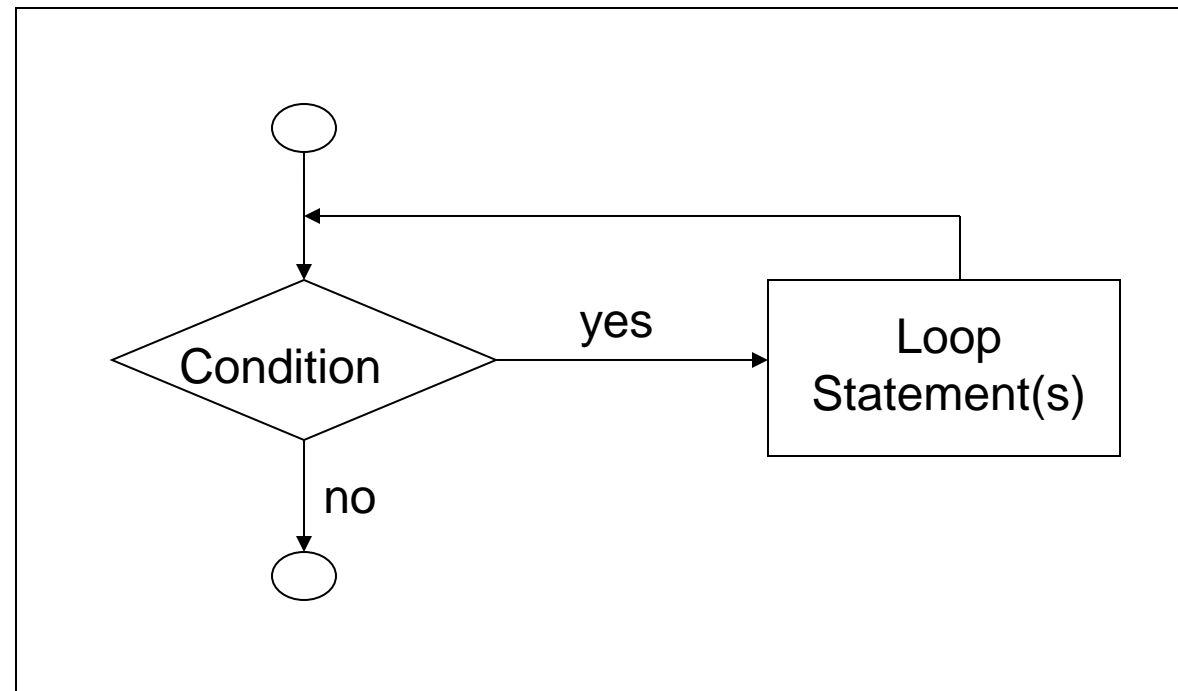 yes
Condition
Loop
Statement(s)
no